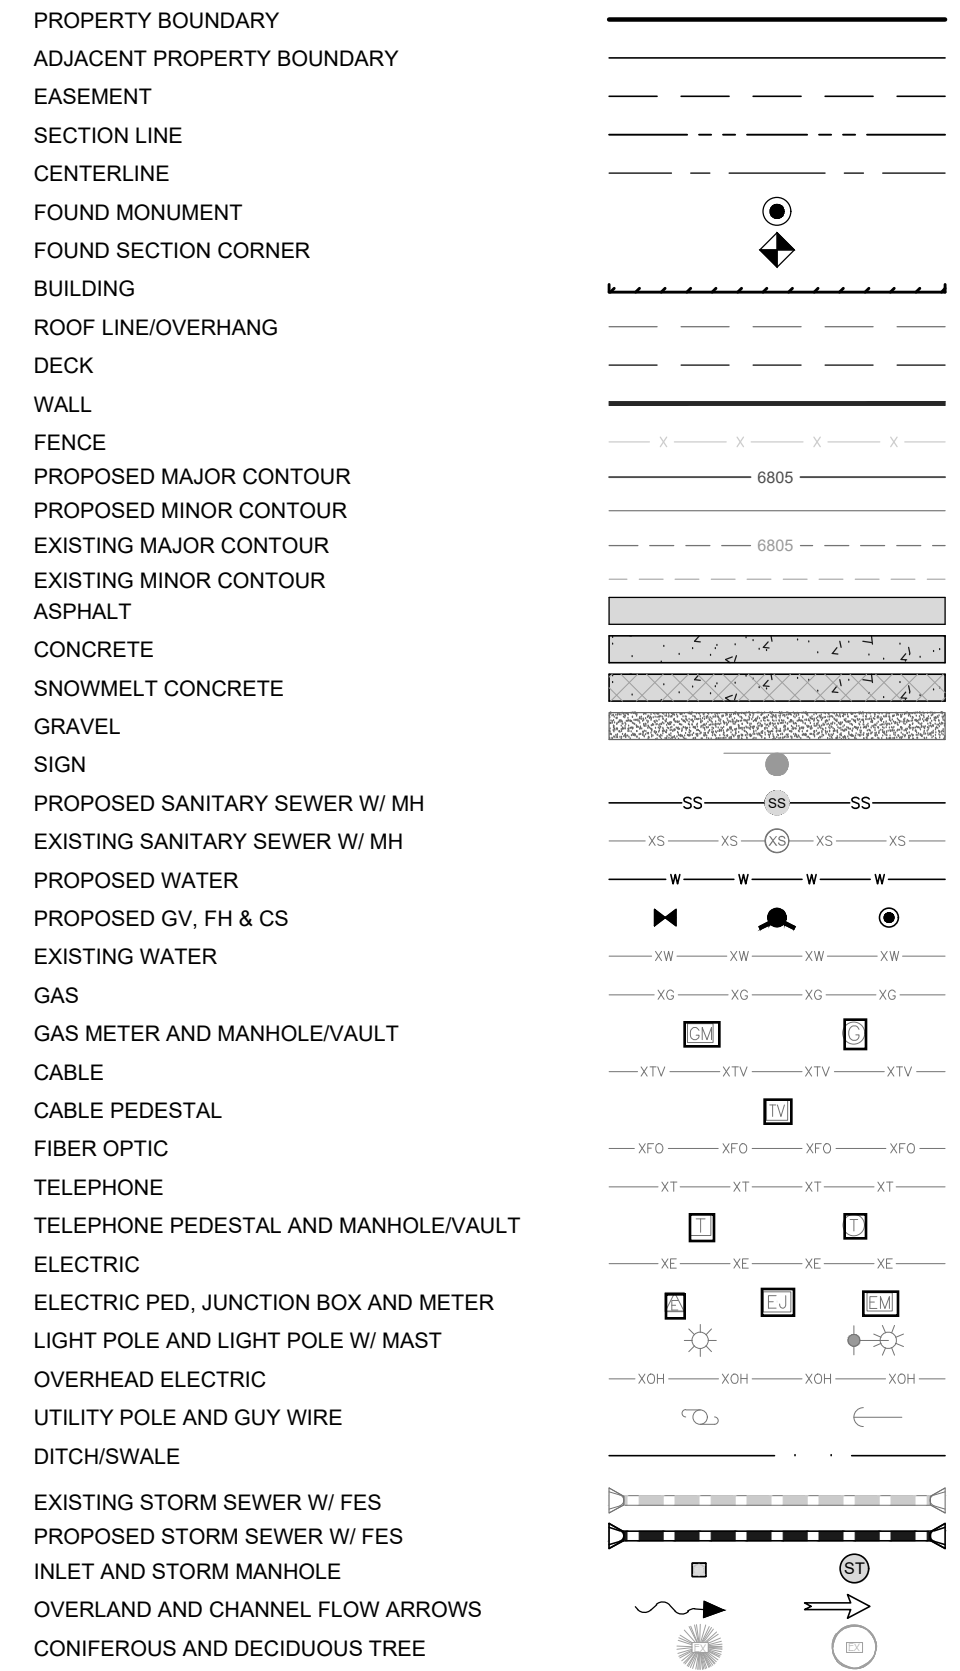 PROPERTY BOUNDARY
ADJACENT PROPERTY BOUNDARY
EASEMENT
SECTION LINE
CENTERLINE
FOUND MONUMENT
FOUND SECTION CORNER
BUILDING
ROOF LINE/OVERHANG
DECK
WALL
FENCE X X X X
PROPOSED MAJOR CONTOUR 6805
PROPOSED MINOR CONTOUR
EXISTING MAJOR CONTOUR 6805
EXISTING MINOR CONTOUR
ASPHALT
CONCRETE
SNOWMELT CONCRETE
GRAVEL
SIGN
PROPOSED SANITARY SEWER W/ MH SS SS SS
EXISTING SANITARY SEWER W/ MH XS XS XS XS XS
PROPOSED WATER W W W W
PROPOSED GV, FH & CS
EXISTING WATER XW XW XW XW
GAS XG XG XG XG
GAS METER AND MANHOLE/VAULT GM G
CABLE XTV XTV XTV XTV
CABLE PEDESTAL TV
FIBER OPTIC XFO XFO XFO XFO
TELEPHONE XT XT XT XT
TELEPHONE PEDESTAL AND MANHOLE/VAULT T T
ELECTRIC XE XE XE XE
ELECTRIC PED, JUNCTION BOX AND METER E EJ EM
LIGHT POLE AND LIGHT POLE W/ MAST
OVERHEAD ELECTRIC XOH XOH XOH XOH
UTILITY POLE AND GUY WIRE
DITCH/SWALE
EXISTING STORM SEWER W/ FES
PROPOSED STORM SEWER W/ FES
INLET AND STORM MANHOLE ST
OVERLAND AND CHANNEL FLOW ARROWS
CONIFEROUS AND DECIDUOUS TREE EX EX